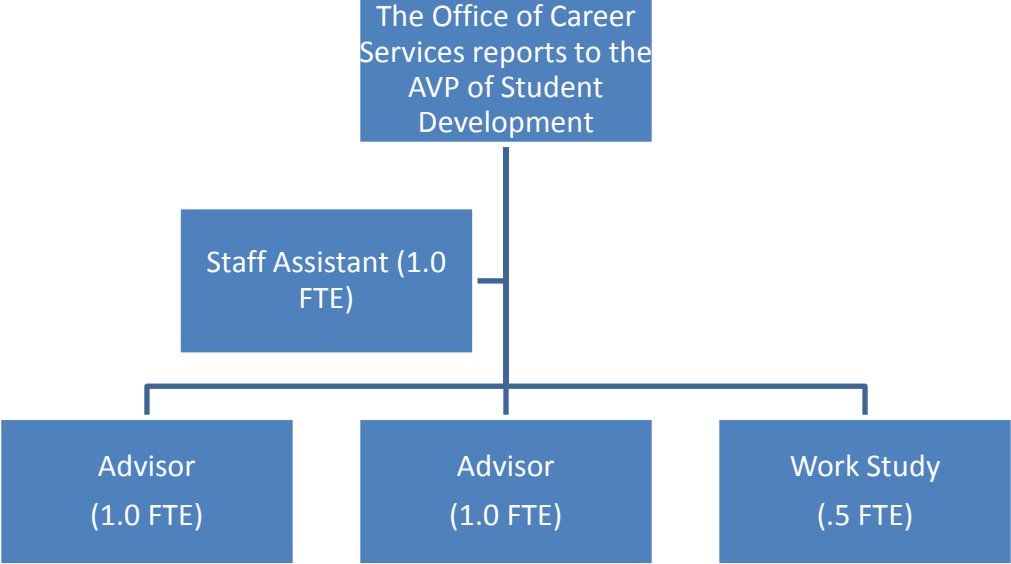 The Office of Career
Services reports to the
AVP of Student
Development
Staff Assistant (1.0
FTE)
Advisor
(1.0 FTE)
Advisor
(1.0 FTE)
Work Study
(.5 FTE)